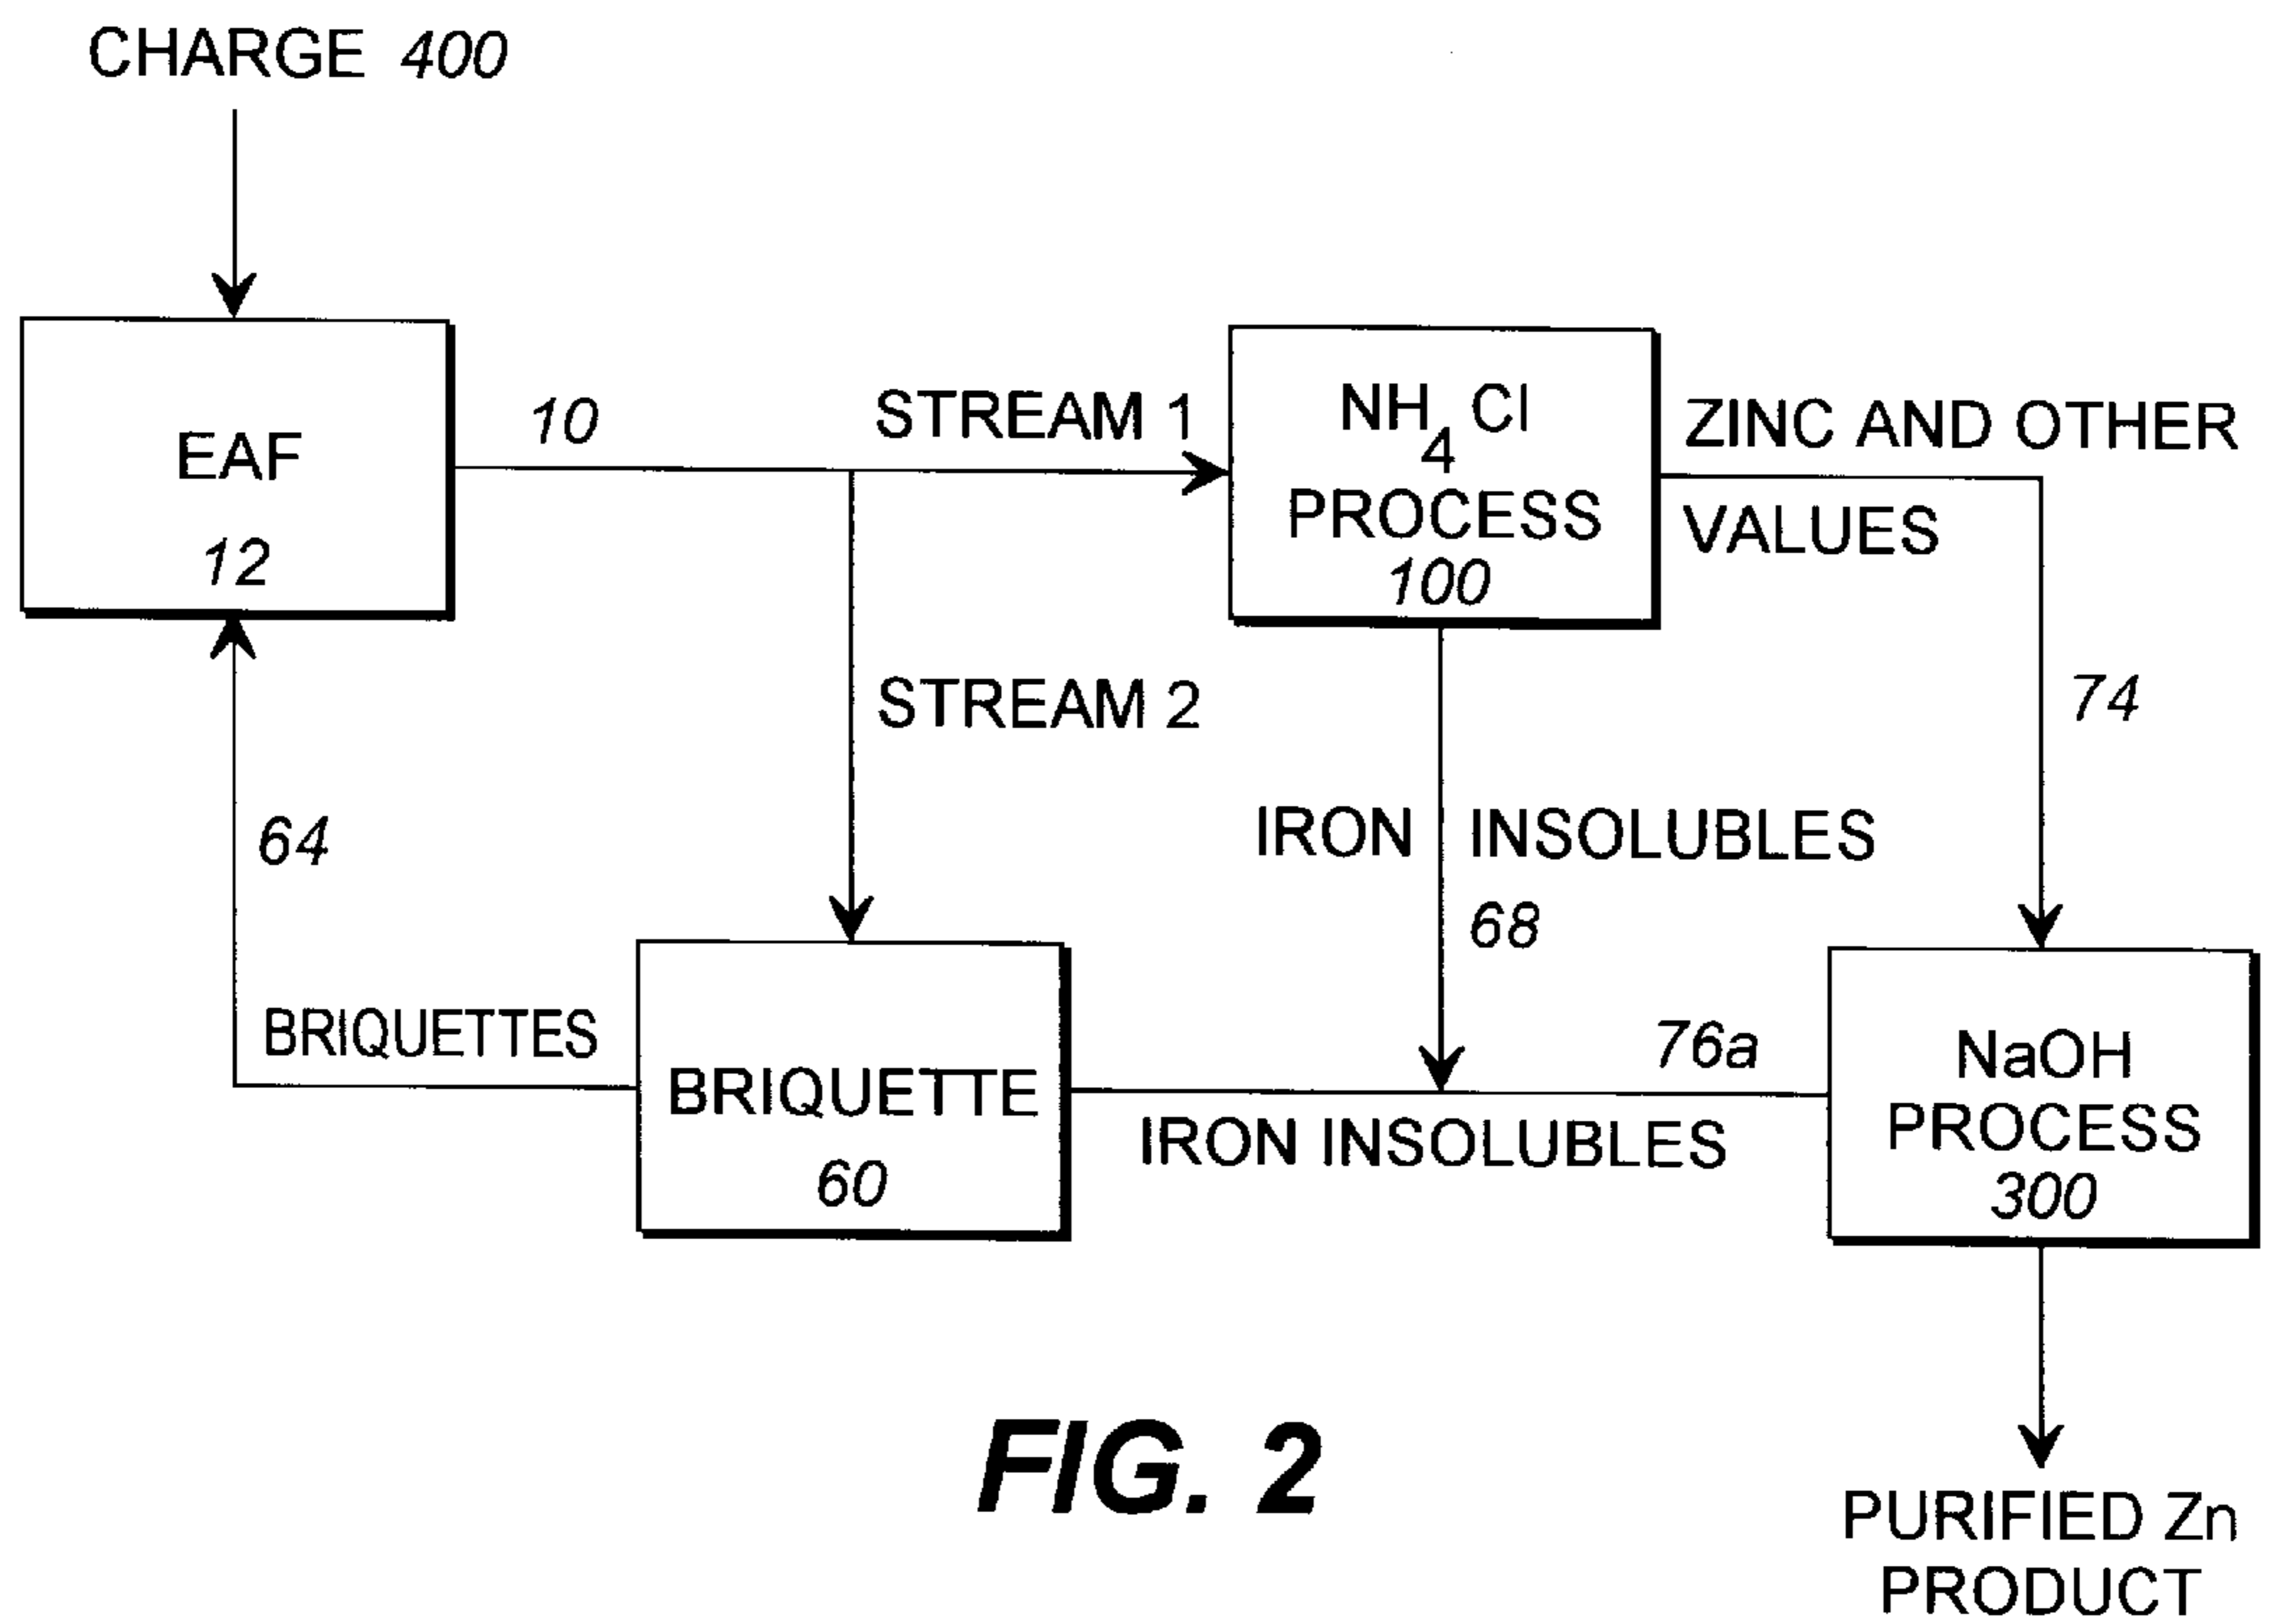 CHARGE 400
EAF
12
10
STREAM 1
NH4 Cl
PROCESS
100
ZINC AND OTHER
VALUES
STREAM 2
74
64
IRON INSOLUBLES
68
BRIQUETTES
BRIQUETTE
60
76a
IRON INSOLUBLES
NaOH
PROCESS
300
FIG. 2
PURIFIED Zn
PRODUCT